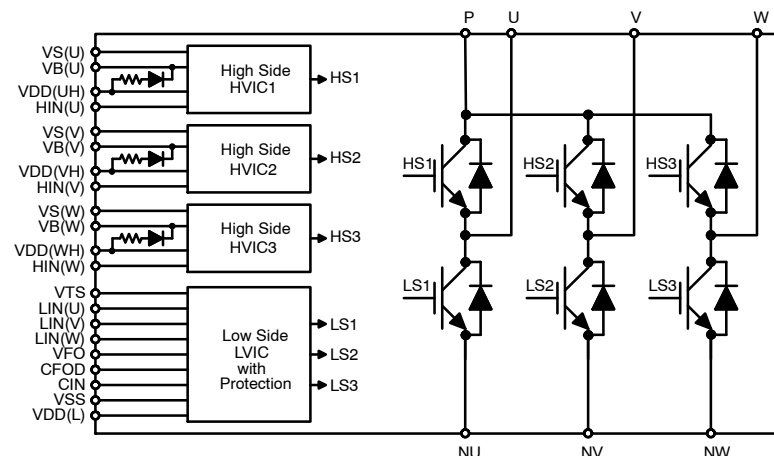 P U V W
VS(U)
VB(U)
VDD(UH)
HIN(U)
High Side
HVIC1
HS1
VS(V)
VB(V)
VDD(VH)
HIN(V)
High Side
HVIC2
HS2
VS(W)
VB(W)
VDD(WH)
HIN(W)
High Side
HVIC3
HS3
VTS
LIN(U)
LIN(V)
LIN(W)
VFO
CFOD
CIN
VSS
VDD(L)
Low Side
LVIC
with
Protection
LS1
LS2
LS3
HS1 HS2 HS3
LS1 LS2 LS3
NU NV NW